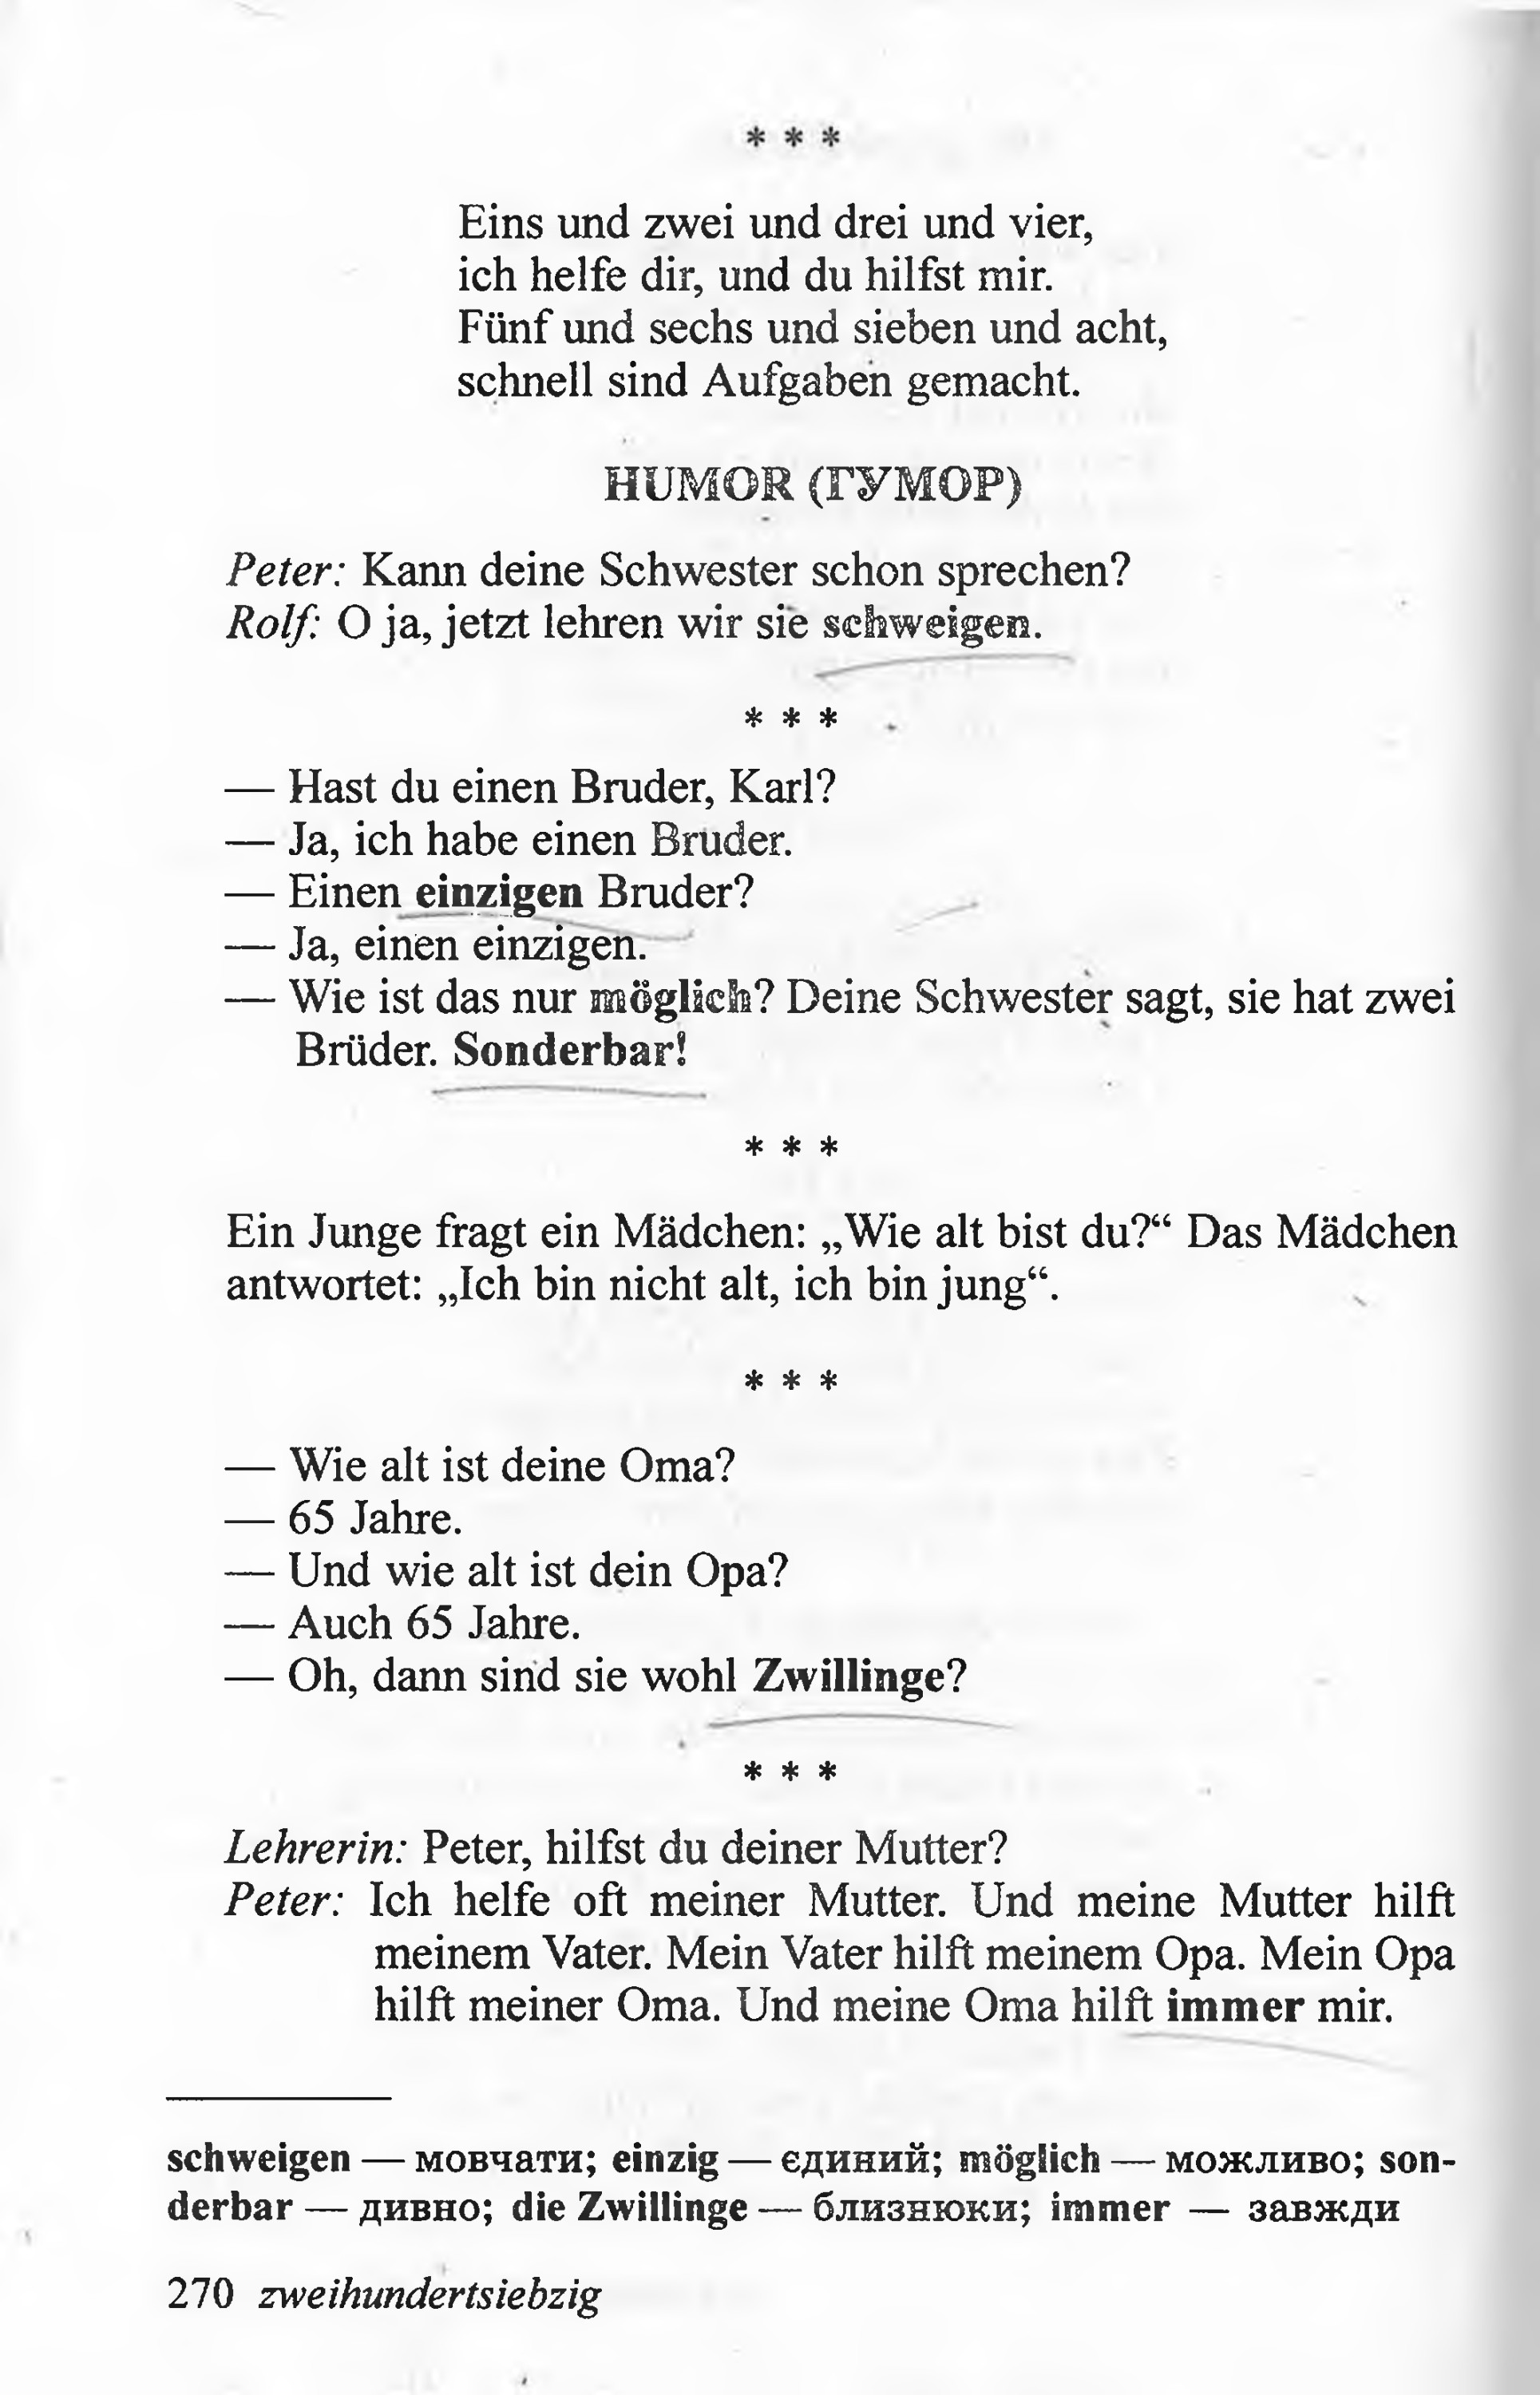 * * *
Eins und zwei und drei und vier,
ich helfe dir, und du hilfst mir.
Fünf und sechs und sieben und acht,
schnell sind Aufgaben gemacht.
HUMOR (ГУМОР)
Peter: Kann deine Schwester schon sprechen?
Rolf: O ja, jetzt lehren wir sie schweigen.
* * *
— Hast du einen Bruder, Karl?
— Ja, ich habe einen Bruder.
— Einen einzigen Bruder?
— Ja, einen einzigen.
— Wie ist das nur möglich? Deine Schwester sagt, sie hat zwei
Brüder. Sonderbar!
* * *
Ein Junge fragt ein Mädchen: „Wie alt bist du?“ Das Mädchen
antwortet: „Ich bin nicht alt, ich bin jung“.
* * *
— Wie alt ist deine Oma?
— 65 Jahre.
— Und wie alt ist dein Opa?
— Auch 65 Jahre.
— Oh, dann sind sie wohl Zwillinge?
* * *
Lehrerin: Peter, hilfst du deiner Mutter?
Peter: Ich helfe oft meiner Mutter. Und meine Mutter hilft
meinem Vater. Mein Vater hilft meinem Opa. Mein Opa
hilft meiner Oma. Und meine Oma hilft immer mir.
schweigen — мовчати; einzig — єдиний; möglich — можливо; son-
derbar — дивно; die Zwillinge — близнюки; immer — завжди
270 zweihundertsiebzig